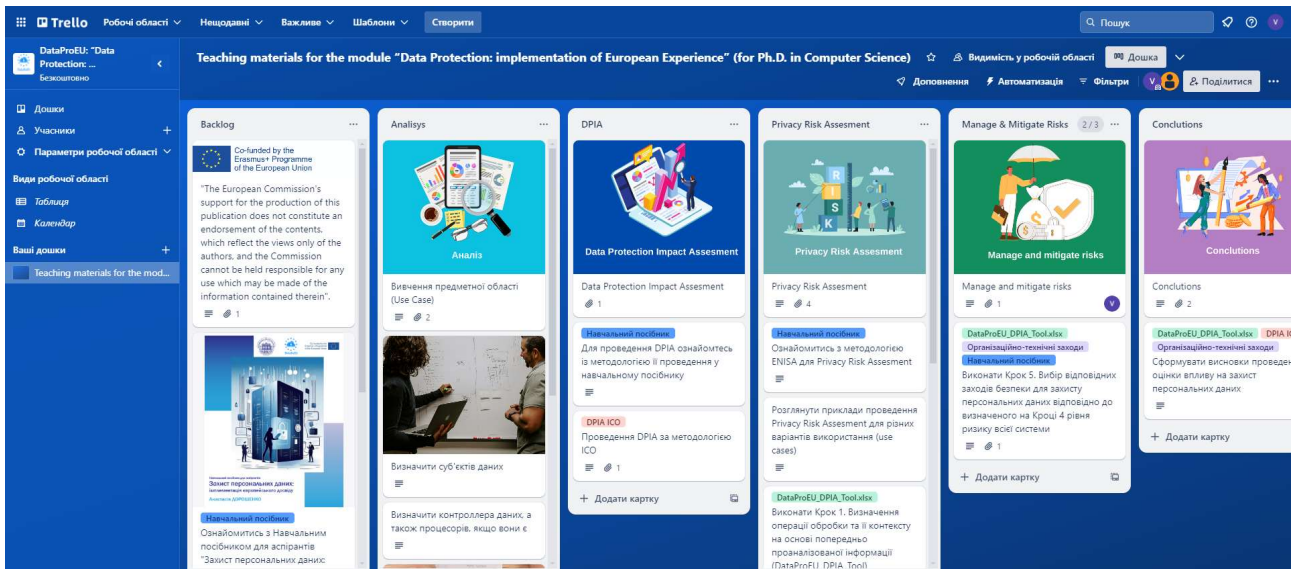 Trello
Робочі області
Нещодавні
Важливе
Шаблони
Створити
Пошук
V
DataProEU: "Data
Protection: ...
Безкоштовно
Дошки
Учасники
Параметри робочої області
Види робочої області
Таблиця
Календар
Ваші дошки
Teaching materials for the mod...
Teaching materials for the module "Data Protection: implementation of European Experience" (for Ph.D. in Computer Science)
Видимість у робочій області
Дошка
Доповнення
Автоматизація
Фільтри
V
Поділитися
Backlog
Co-funded by the
Erasmus+ Programme
of the European Union
"The European Commission's
support for the production of this
publication does not constitute an
endorsement of the contents,
which reflect the views only of the
authors, and the Commission
cannot be held responsible for any
use which may be made of the
information contained therein".
1
Захист персональних даних:
Навчальний посібник
Ознайомитись з Навчальним
посібником для аспірантів
"Захист персональних даних:
Analisys
Аналіз
Вивчення предметної області
(Use Case)
2
Визначити суб'єктів даних
Визначити контроллера даних, а
також процесорів, якщо вони є
DPIA
Data Protection Impact Assesment
Data Protection Impact Assesment
1
Навчальний посібник
Для проведення DPIA ознайомтесь
із методологією її проведення у
навчальному посібнику
DPIA ICO
Проведення DPIA за методологією
ICO
1
+ Додати картку
Privacy Risk Assesment
RISK
Privacy Risk Assesment
Privacy Risk Assesment
4
Навчальний посібник
Ознайомитись з методологією
ENISA для Privacy Risk Assesment
Розглянути приклади проведення
Privacy Risk Assesment для різних
варіантів використання (use
cases)
DataProEU_DPIA_Tool.xlsx
Виконати Крок 1. Визначення
операції обробки та її контексту
на основі попередньо
проаналізованої інформації
(DataProEU_DPIA_Tool)
Manage & Mitigate Risks
2/3
Manage and mitigate risks
Manage and mitigate risks
1
V
DataProEU_DPIA_Tool.xlsx
Організаційно-технічні заходи
Навчальний посібник
Виконати Крок 5. Вибір відповідних
заходів безпеки для захисту
персональних даних відповідно до
визначеного на Кроці 4 рівня
ризику всієї системи
1
+ Додати картку
Conclutions
Conclutions
Conclutions
2
DataProEU_DPIA_Tool.xlsx
DPIA IC
Організаційно-технічні заходи
Сформувати висновки проведен
оцінки впливу на захист
персональних даних
+ Додати картку